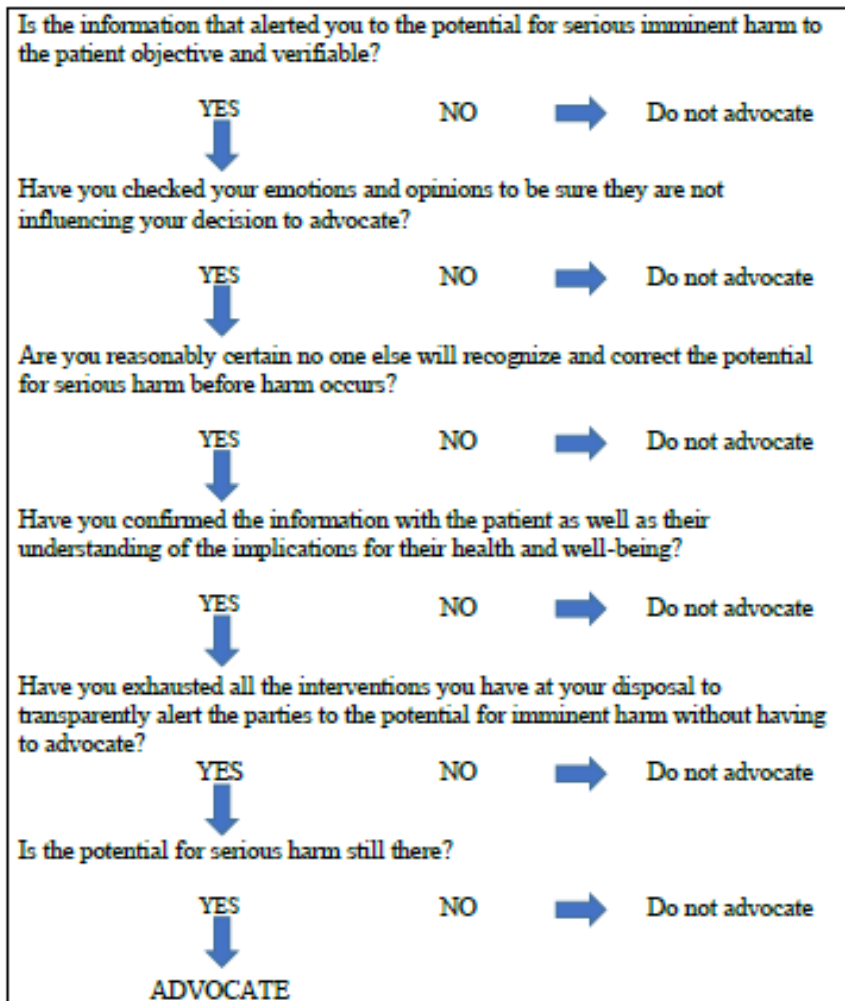 Is the information that alerted you to the potential for serious imminent harm to
the patient objective and verifiable?
YES NO Do not advocate
Have you checked your emotions and opinions to be sure they are not
influencing your decision to advocate?
YES NO Do not advocate
Are you reasonably certain no one else will recognize and correct the potential
for serious harm before harm occurs?
YES NO Do not advocate
Have you confirmed the information with the patient as well as their
understanding of the implications for their health and well-being?
YES NO Do not advocate
Have you exhausted all the interventions you have at your disposal to
transparently alert the parties to the potential for imminent harm without having
to advocate?
YES NO Do not advocate
Is the potential for serious harm still there?
YES NO Do not advocate
ADVOCATE